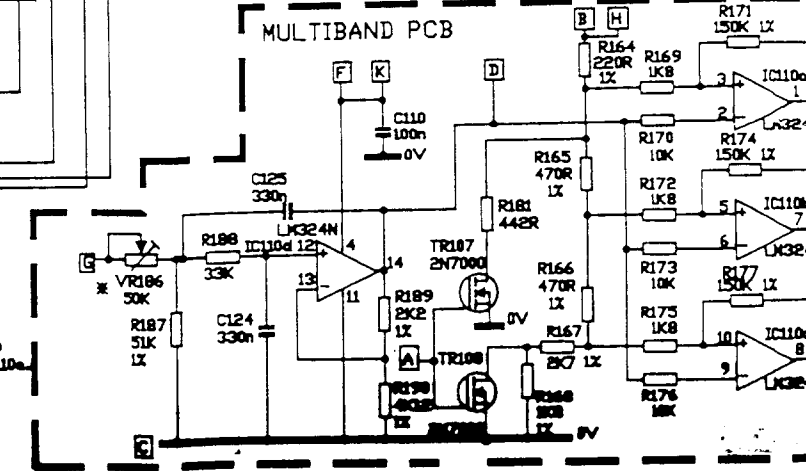 MULTIBAND PCB
B
H
R171
150K 1%
R164
220R
1%
R169
1K8
IC110
3
1
2
F
K
D
C110
100n
0V
R170
10K
R174
150K 1%
R165
470R
1%
C125
330n
R172
1K8
5
7
6
R181
442R
LM324N
G
R188
33K
IC110d
12
4
14
13
11
TR107
2N7000
R173
10K
R177
150K 1%
VR186
50K
*
R166
470R
1%
R187
51K
1%
C124
330n
R189
2K2
1%
0V
R167
2K7
1%
R175
1K8
10
8
9
A
TR108
R176
1%
1%
C
0V